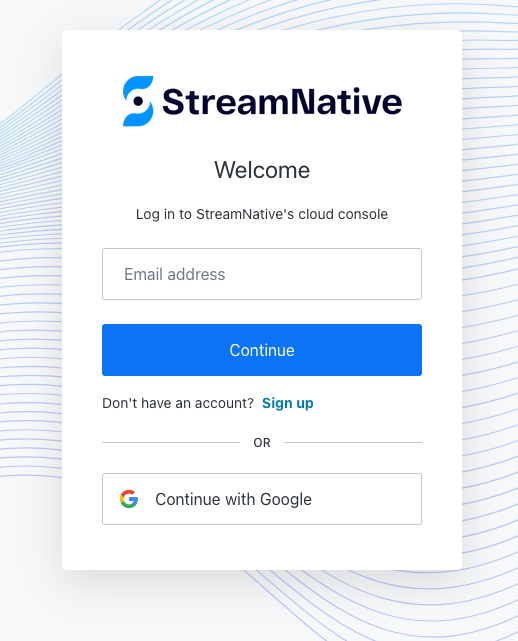 StreamNative
Welcome
Log in to StreamNative's cloud console
Email address
Continue
Don't have an account? Sign up
OR
Continue with Google